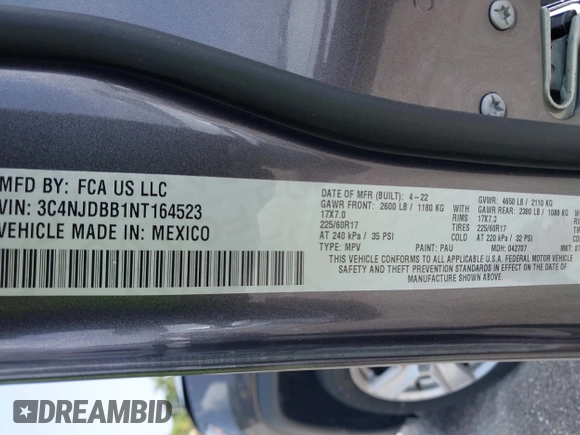 MFD BY: FCA US LLC
VIN: 3C4NJDBB1NT164523
VEHICLE MADE IN: MEXICO
DATE OF MFR (BUILT): 4-22
GVWR: 4650 LB / 2110 KG
FRONT: 2600 LB / 1180 KG
REAR: 2380 LB / 1080 KG
17X7.0
RIMS
17X7.0
225/60R17
TIRES
225/60R17
AT 240 kPa / 35 PSI
COLD
AT 220 kPa / 32 PSI
TYPE: MPV
PAINT: PAU
MDH: 042707
MKT:
THIS VEHICLE CONFORMS TO ALL APPLICABLE U.S.A. FEDERAL MOTOR VEHICLE
SAFETY AND THEFT PREVENTION STANDARDS IN EFFECT ON THE DATE OF
MANUFACTURE SHOWN ABOVE.
DREAMBID